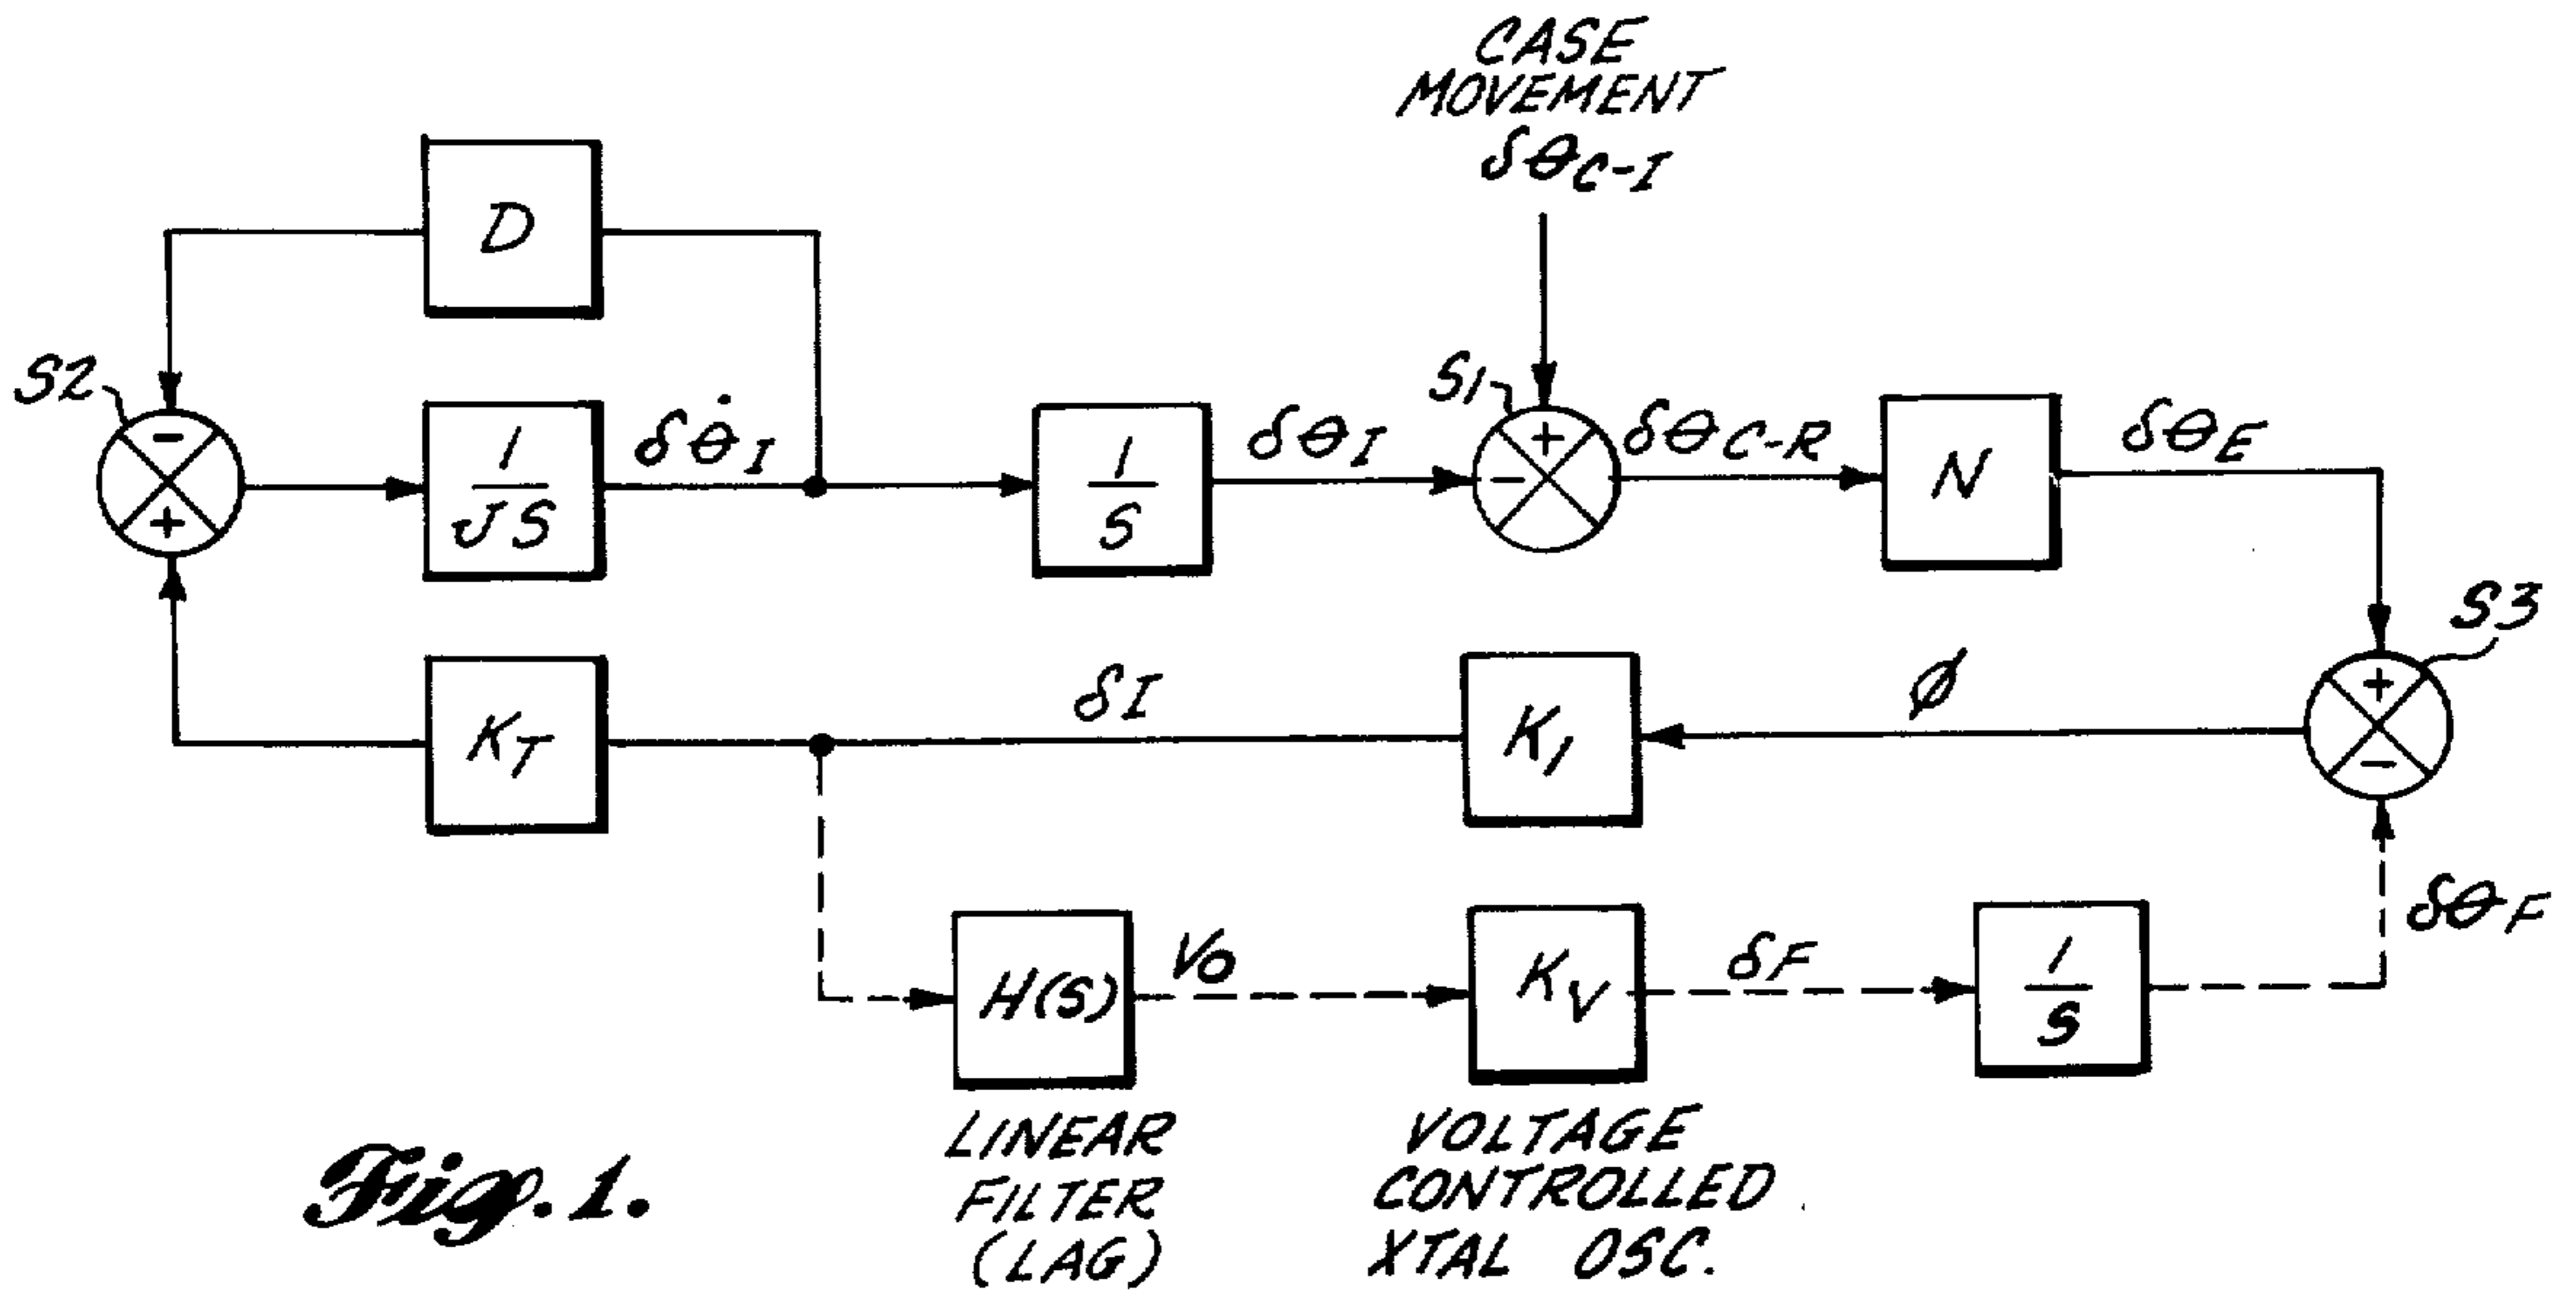 CASE
MOVEMENT
δθC-I
D
S2
−
+
1
JS
δθ̇I
1
S
δθI
S1
+
−
δθC-R
N
δθE
S3
+
−
KT
δI
K1
ϕ
δθF
H(S)
V0
KV
δF
1
S
LINEAR
FILTER
(LAG)
VOLTAGE
CONTROLLED
XTAL OSC.
Fig. 1.